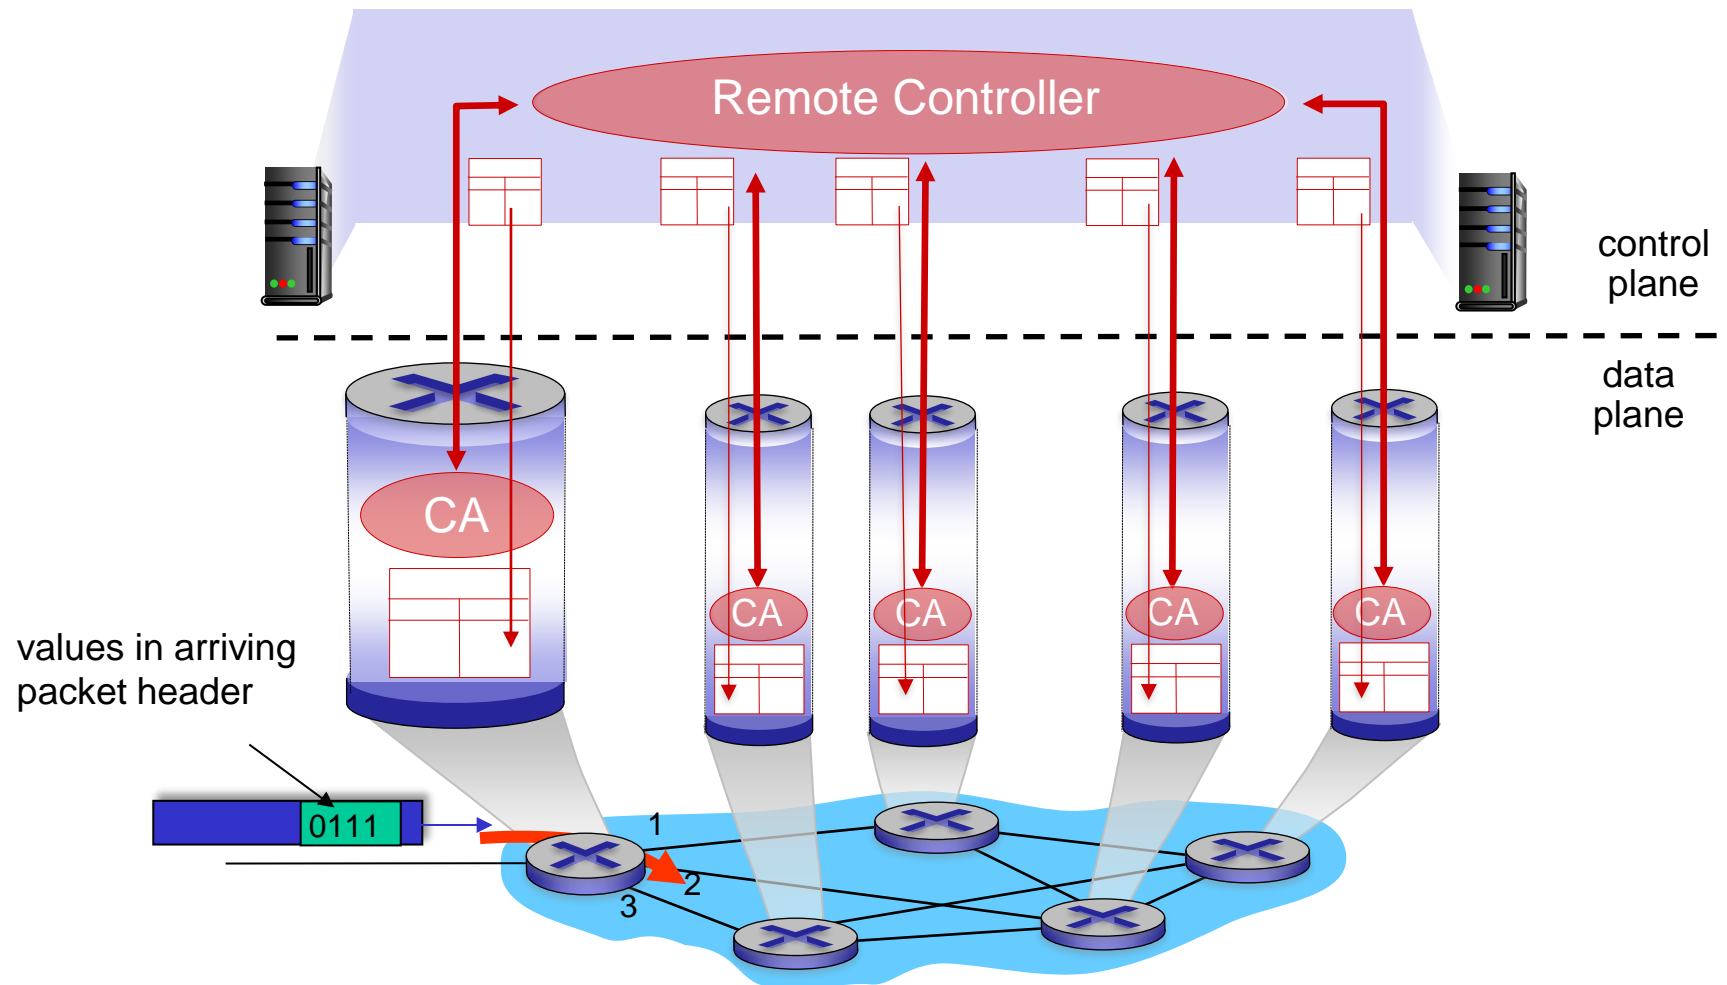 Remote Controller
control
plane
data
plane
CA
CA
CA
CA
CA
values in arriving
packet header
0111
1
2
3